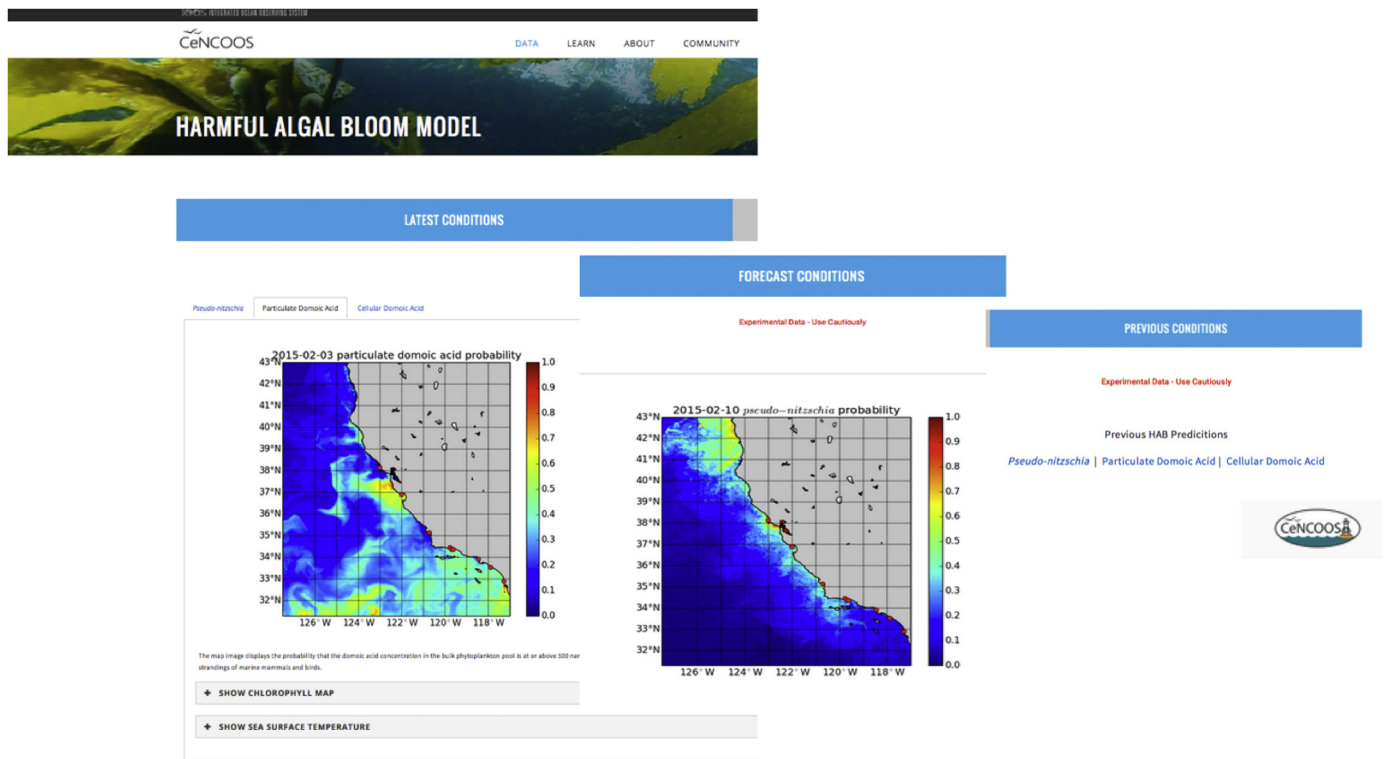 IOOS INTEGRATED OCEAN OBSERVING SYSTEM
CeNCOOS
DATA LEARN ABOUT COMMUNITY
HARMFUL ALGAL BLOOM MODEL
LATEST CONDITIONS
Pseudo-nitzschia Particulate Domoic Acid Cellular Domoic Acid
2015-02-03 particulate domoic acid probability
43°N
42°N
41°N
40°N
39°N
38°N
37°N
36°N
35°N
34°N
33°N
32°N
126°W 124°W 122°W 120°W 118°W
1.0
0.9
0.8
0.7
0.6
0.5
0.4
0.3
0.2
0.1
0.0
The map image displays the probability that the domoic acid concentration in the bulk phytoplankton pool is at or above 500 nan
strandings of marine mammals and birds.
+ SHOW CHLOROPHYLL MAP
+ SHOW SEA SURFACE TEMPERATURE
FORECAST CONDITIONS
Experimental Data - Use Cautiously
2015-02-10 pseudo-nitzschia probability
43°N
42°N
41°N
40°N
39°N
38°N
37°N
36°N
35°N
34°N
33°N
32°N
126°W 124°W 122°W 120°W 118°W
1.0
0.9
0.8
0.7
0.6
0.5
0.4
0.3
0.2
0.1
0.0
PREVIOUS CONDITIONS
Experimental Data - Use Cautiously
Previous HAB Predicitions
Pseudo-nitzschia | Particulate Domoic Acid | Cellular Domoic Acid
CeNCOOS